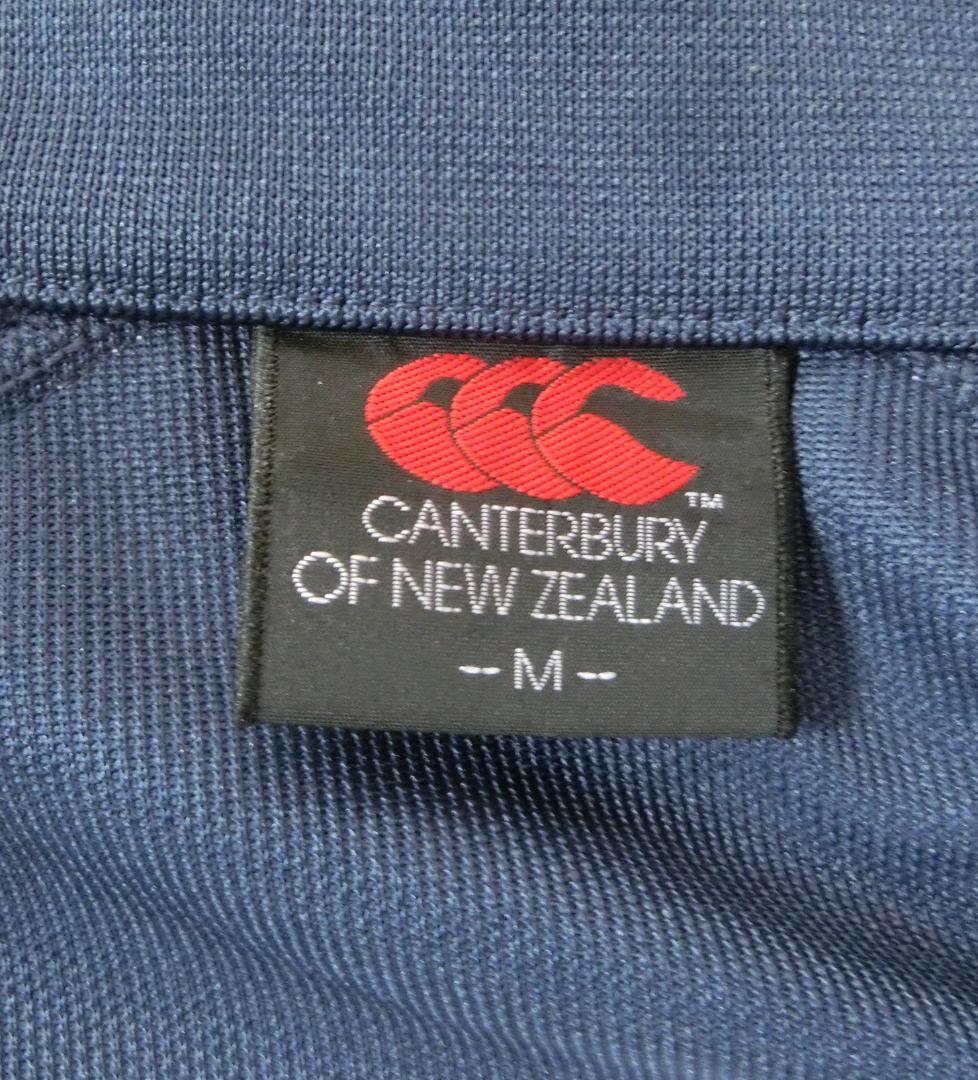 CANTERBURY™
OF NEW ZEALAND
-- M --